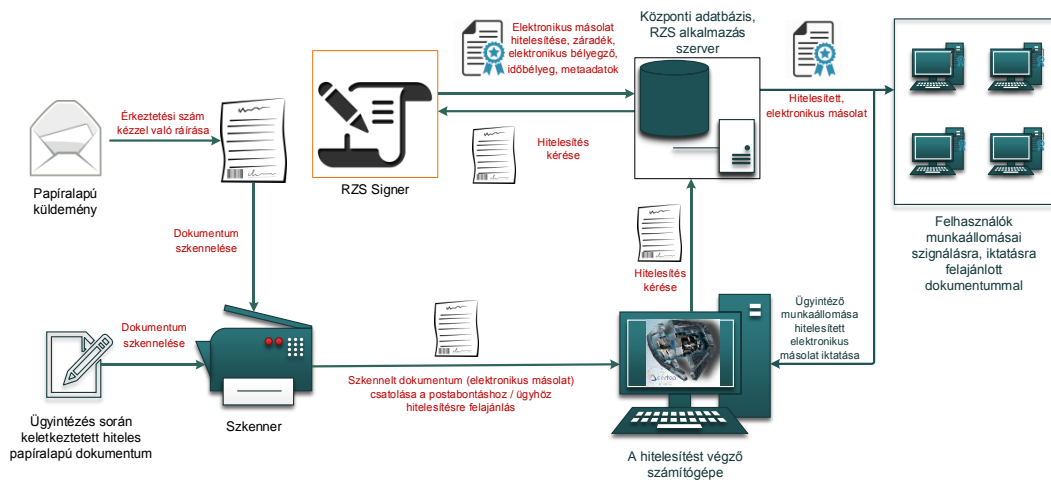 Elektronikus másolat
hitelesítése, záradék,
elektronikus bélyegző,
időbélyeg, metaadatok
Központi adatbázis,
RZS alkalmazás
szerver
Érkeztetési szám
kézzel való ráírása
Hitelesítés
kérése
Hitelesített,
elektronikus másolat
Papíralapú
küldemény
RZS Signer
Felhasználók
munkaállomásai
szignálásra, iktatásra
felajánlott
dokumentummal
Dokumentum
szkennelése
Hitelesítés
kérése
Ügyintéző
munkaállomása
hitelesített
elektronikus
másolat iktatása
Dokumentum
szkennelése
Szkennelt dokumentum (elektronikus másolat)
csatolása a postabontáshoz / ügyhöz
hitelesítésre felajánlás
Ügyintézés során
keletkeztetett hiteles
papíralapú dokumentum
Szkenner
A hitelesítést végző
számítógépe